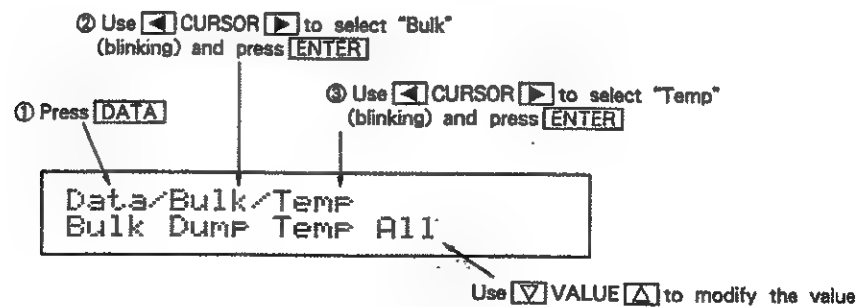 ② Use ◀ CURSOR ▶ to select "Bulk"
(blinking) and press ENTER
③ Use ◀ CURSOR ▶ to select "Temp"
(blinking) and press ENTER
① Press DATA
Data/Bulk/Temp
Bulk Dump Temp All
Use ▽ VALUE △ to modify the value